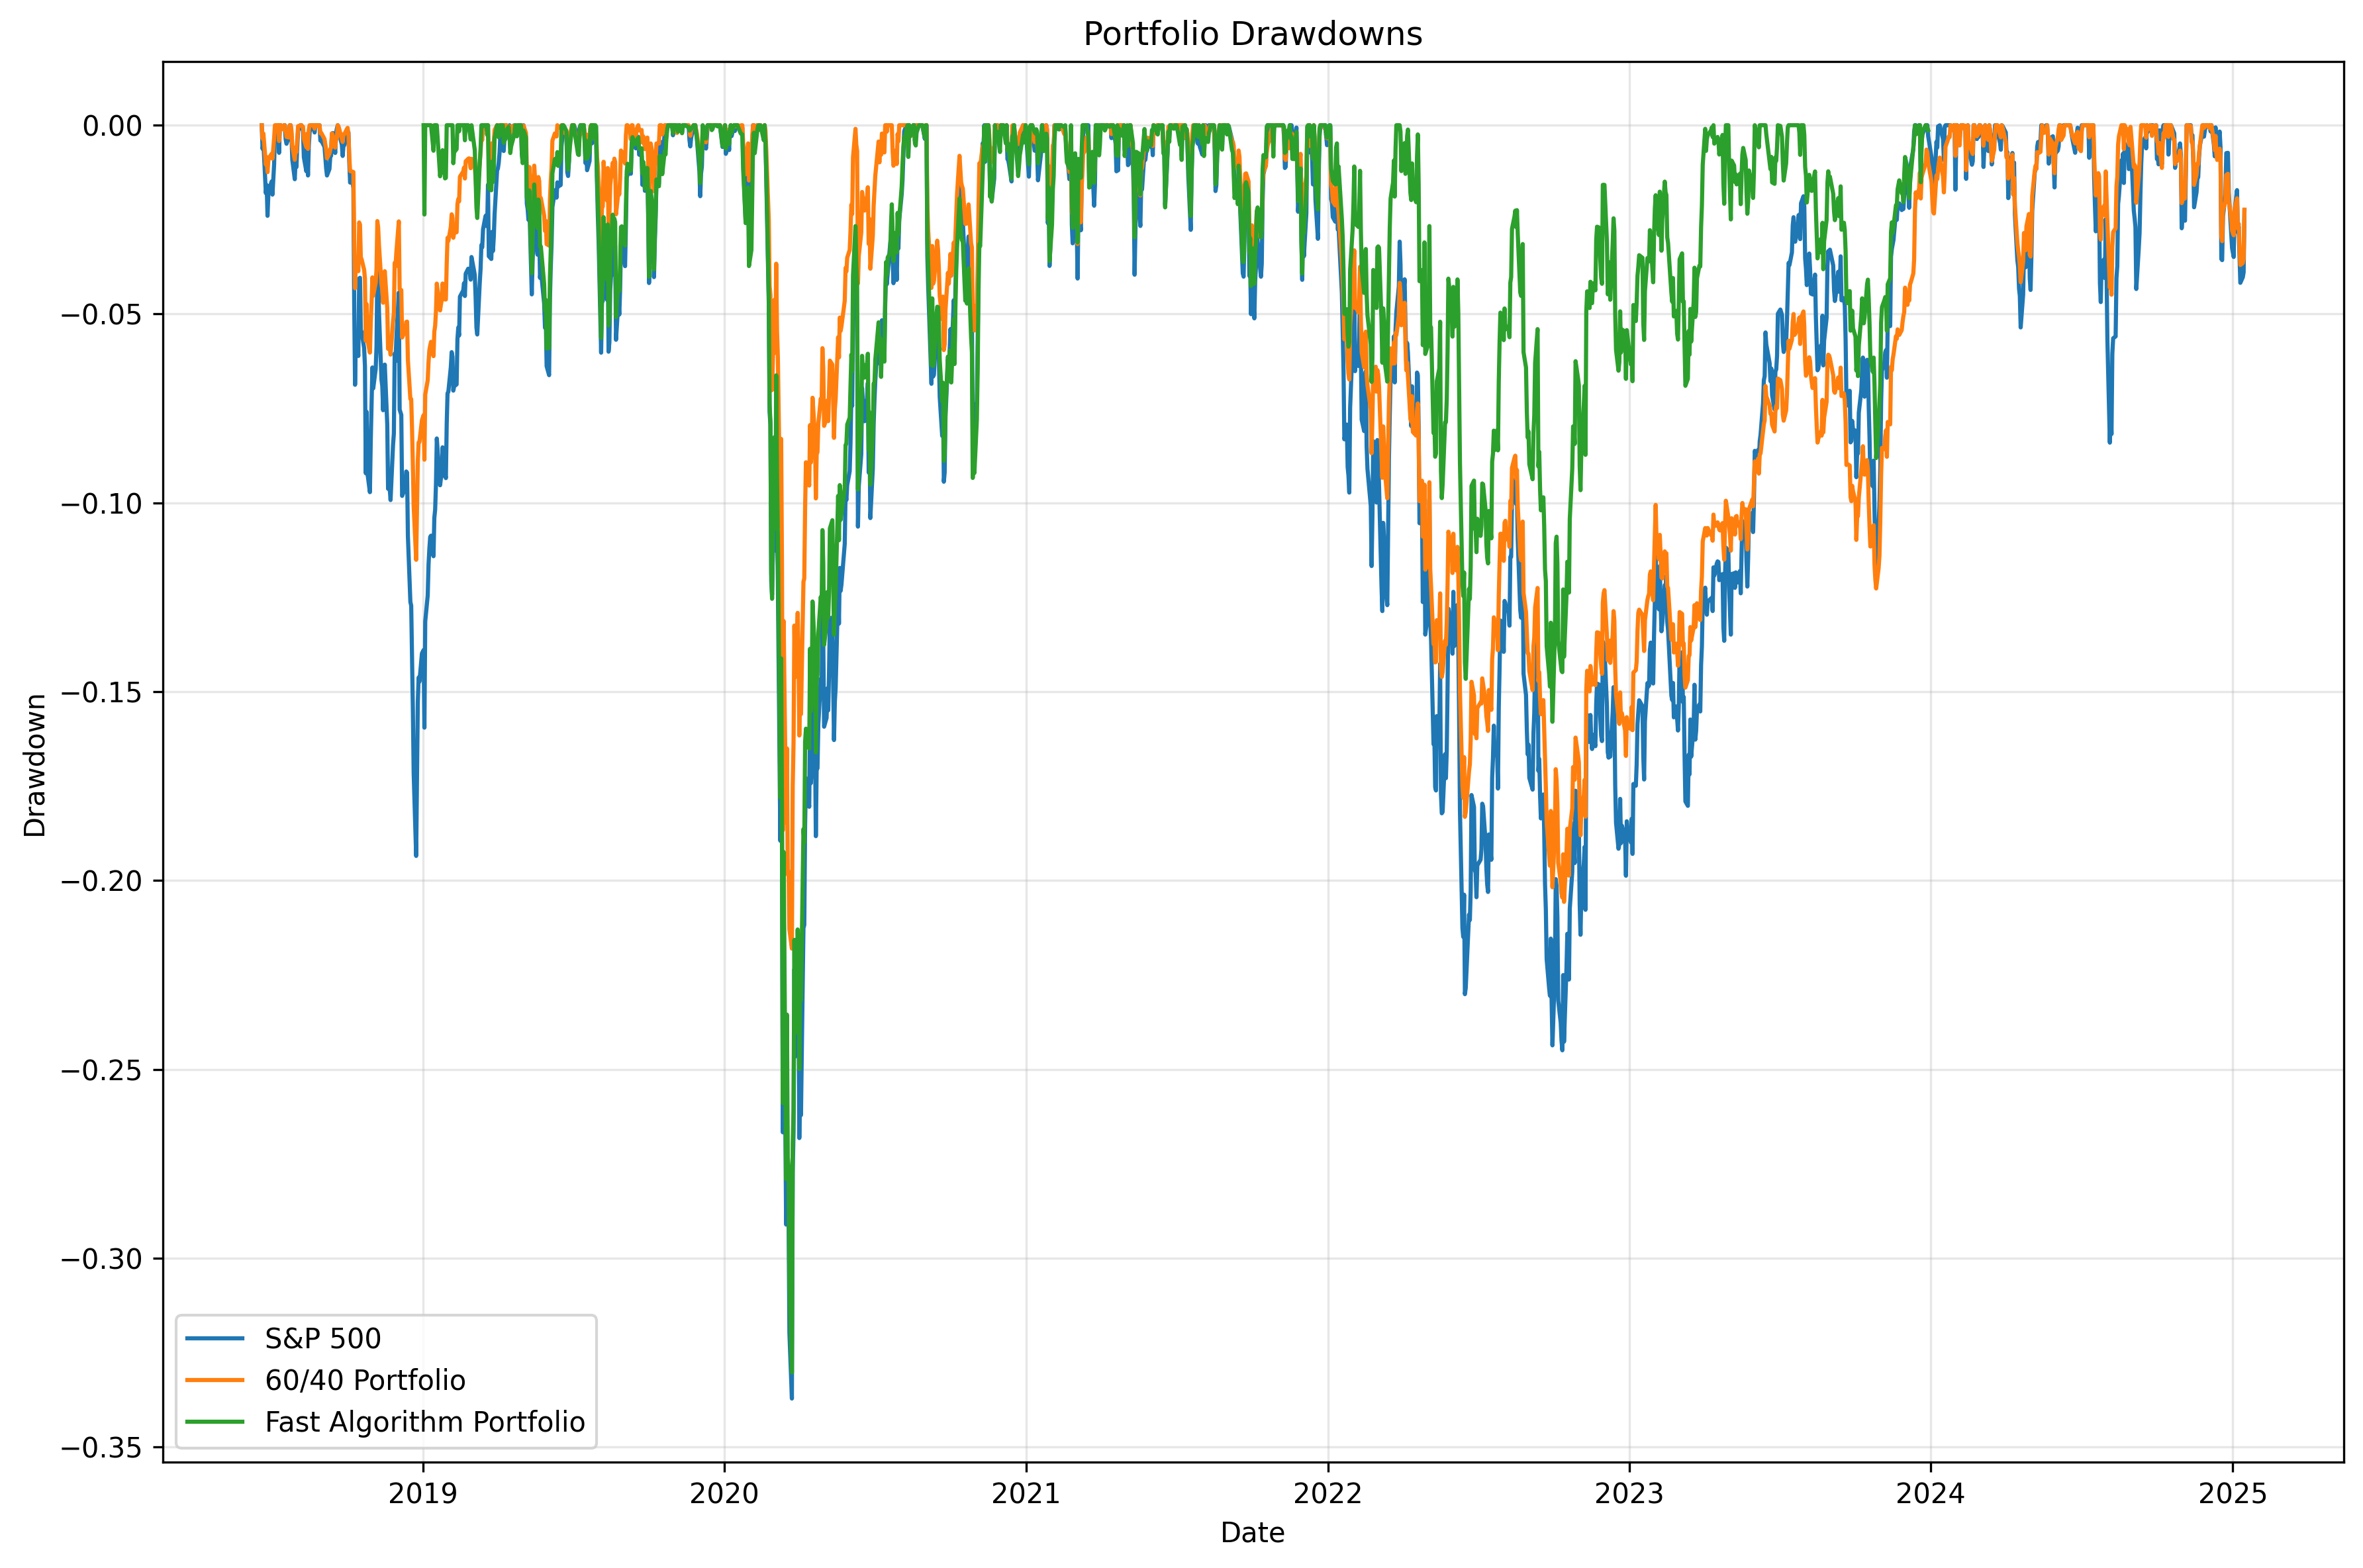 Portfolio Drawdowns
0.00
−0.05
−0.10
−0.15
−0.20
−0.25
−0.30
−0.35
Drawdown
S&P 500
60/40 Portfolio
Fast Algorithm Portfolio
2019 2020 2021 2022 2023 2024 2025
Date